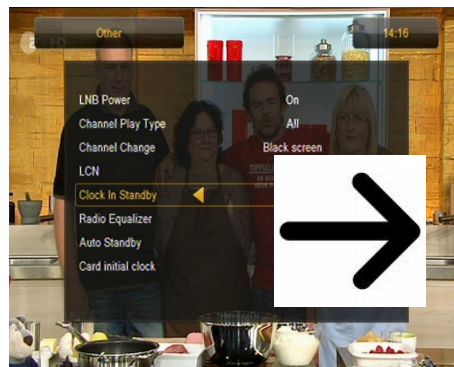 Other
14:16
LNB Power On
Channel Play Type All
Channel Change Black screen
LCN
Clock In Standby
Radio Equalizer
Auto Standby
Card initial clock